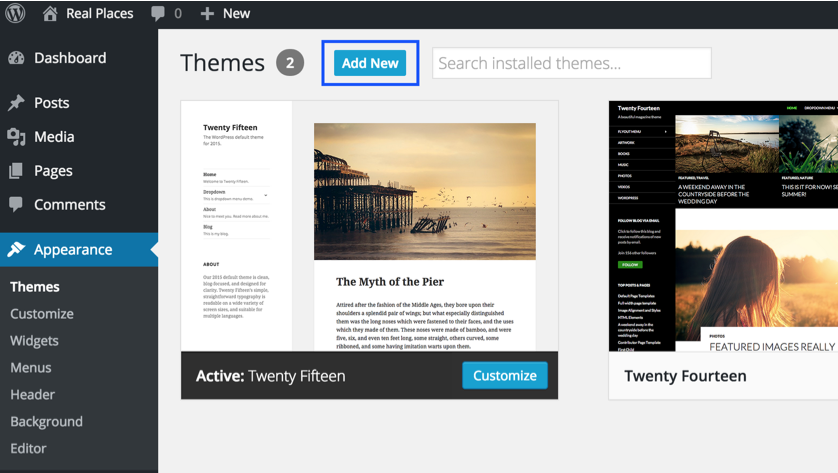 Real Places 0 New
Dashboard
Posts
Media
Pages
Comments
Appearance
Themes
Customize
Widgets
Menus
Header
Background
Editor
Themes 2 Add New Search installed themes...
Twenty Fifteen
The WordPress default theme
for 2015.
Home
Welcome to Twenty Fifteen.
Dropdown
This is dropdown menu demo.
About
Nice to meet you. Read more about me.
Blog
This is my blog.
ABOUT
Our 2015 default theme is clean,
blog-focused, and designed for
clarity. Twenty Fifteen's simple,
straightforward typography is
readable on a wide variety of
screen sizes, and suitable for
multiple languages.
The Myth of the Pier
Attired after the fashion of the Middle Ages, they bore upon their
shoulders a splendid pair of wings; but what especially distinguished
them was the long noses which were fastened to their faces, and the uses
which they made of them. These noses were made of bamboo, and were
five, six, and even ten feet long, some straight, others curved, some
ribboned, and some having imitation warts upon them.
Active: Twenty Fifteen Customize
Twenty Fourteen
A beautiful magazine theme
HOME DROPDOWN MENU
FLYOUT MENU
ARTWORK
BOOKS
MUSIC
PHOTOS
VIDEOS
WORDPRESS
FEATURED, TRAVEL
A WEEKEND AWAY IN THE
COUNTRYSIDE BEFORE THE
WEDDING DAY
FEATURED, NATURE
THIS IS IT FOR NOW! SE
SUMMER!
FOLLOW BLOG VIA EMAIL
Click to follow this blog and
receive notifications of new
posts by email.
Join 256 other followers
FOLLOW
TOP POSTS & PAGES
Default Page Templates
Full-width page template
Image Alignment and Styles
HTML Elements
A weekend away in the
countryside before the
wedding day
Contributor Page Template
First Child
PHOTOS
FEATURED IMAGES REALLY
Twenty Fourteen